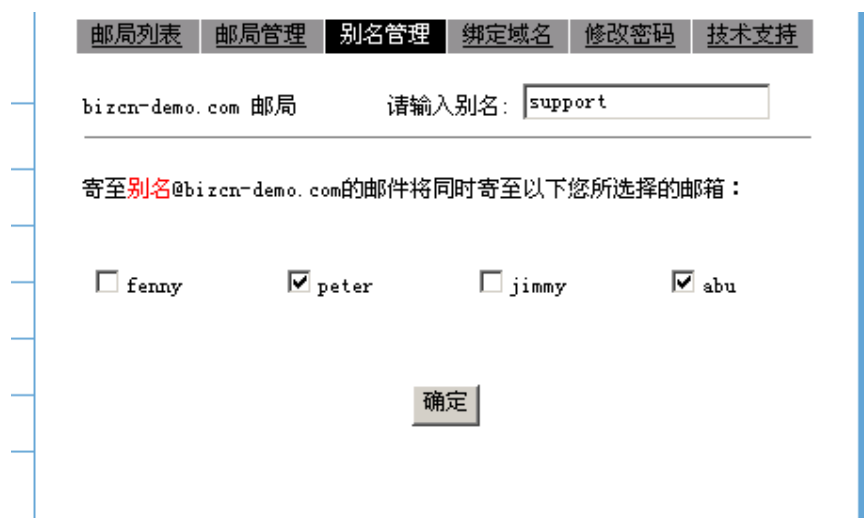 邮局列表 邮局管理 别名管理 绑定域名 修改密码 技术支持
bizcn-demo.com 邮局 请输入别名: support
寄至别名@bizcn-demo.com的邮件将同时寄至以下您所选择的邮箱：
fenny peter jimmy abu
确定